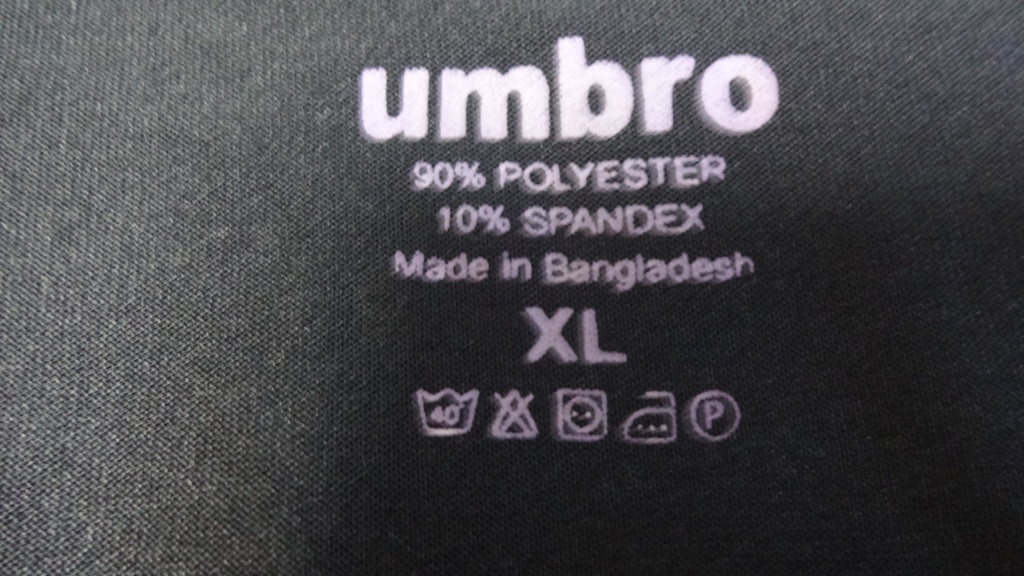 umbro
90% POLYESTER
10% SPANDEX
Made in Bangladesh
XL
40 P